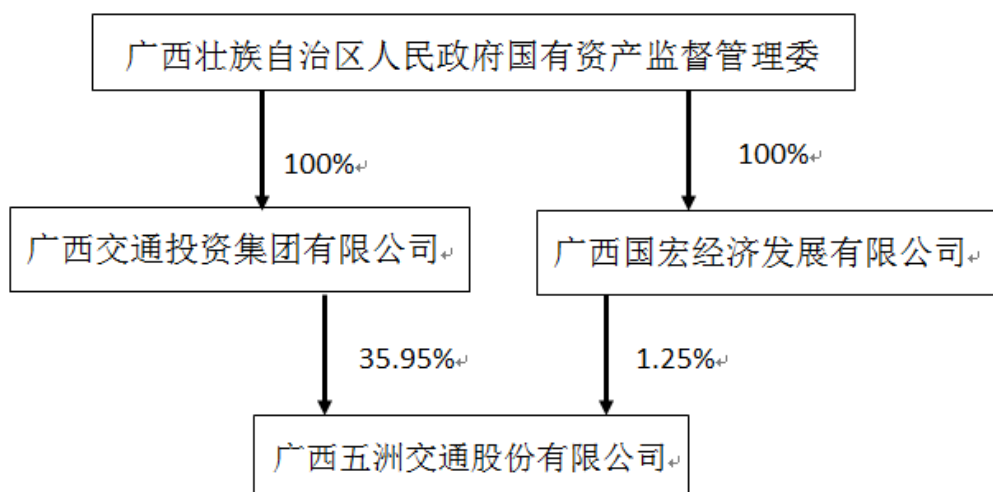 广西壮族自治区人民政府国有资产监督管理委
100%
100%
广西交通投资集团有限公司
广西国宏经济发展有限公司
35.95%
1.25%
广西五洲交通股份有限公司